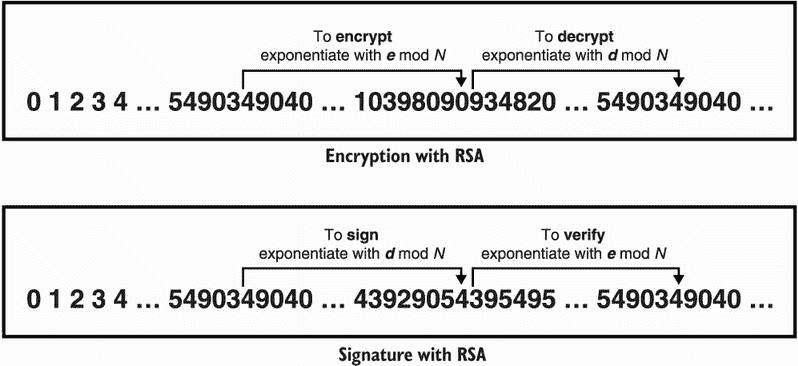 To encrypt
exponentiate with e mod N
To decrypt
exponentiate with d mod N
0 1 2 3 4 ... 5490349040 ... 10398090934820 ... 5490349040 ...
Encryption with RSA
To sign
exponentiate with d mod N
To verify
exponentiate with e mod N
0 1 2 3 4 ... 5490349040 ... 43929054395495 ... 5490349040 ...
Signature with RSA